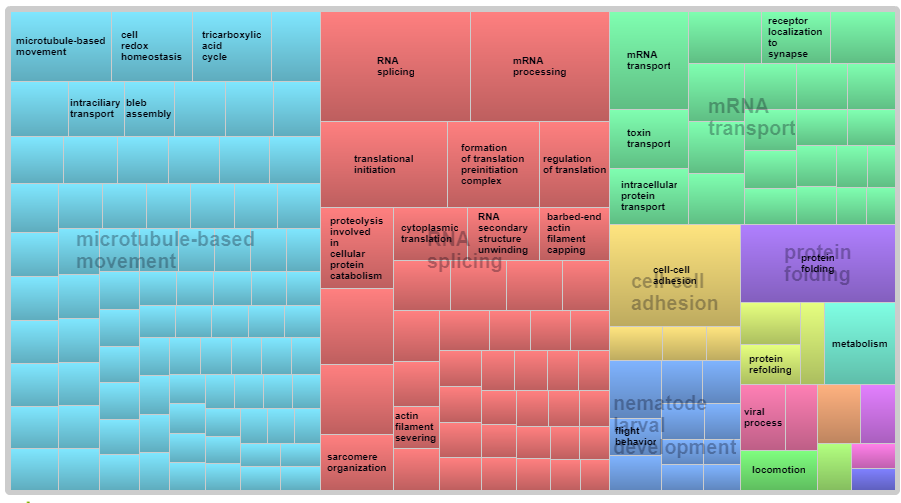 microtubule-based
movement
cell
redox
homeostasis
tricarboxylic
acid
cycle
intraciliary
transport
bleb
assembly
microtubule-based
movement
RNA
splicing
mRNA
processing
translational
initiation
formation
of translation
preinitiation
complex
regulation
of translation
proteolysis
involved
in
cellular
protein
catabolism
cytoplasmic
translation
RNA
secondary
structure
unwinding
barbed-end
actin
filament
capping
RNA
splicing
actin
filament
severing
sarcomere
organization
mRNA
transport
receptor
localization
to
synapse
mRNA
transport
toxin
transport
intracellular
protein
transport
cell-cell
adhesion
cell-cell
adhesion
protein
folding
protein
folding
protein
refolding
metabolism
nematode
larval
development
flight
behavior
viral
process
locomotion